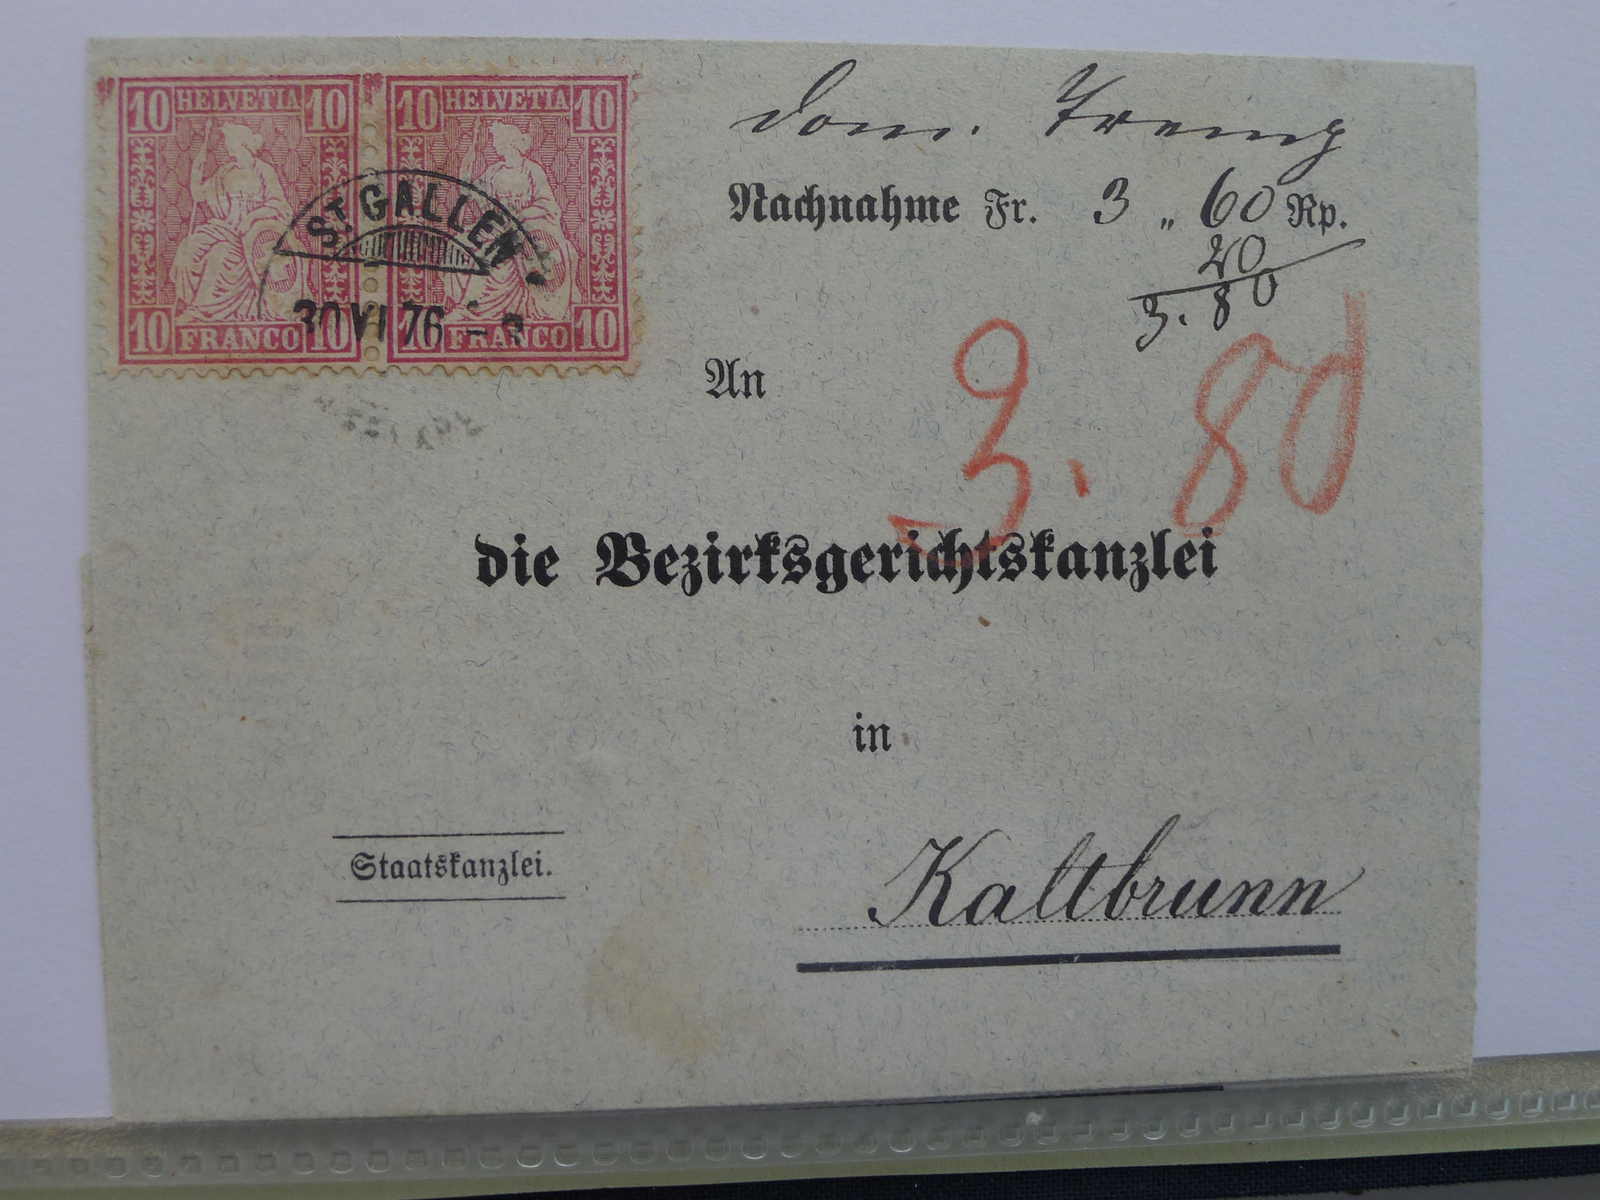 10 HELVETIA 10 10 HELVETIA 10
ST GALLEN
30 VI 76 -
10 FRANCO 10 10 FRANCO 10
Dom.
Nachnahme Fr. 3 „ 60 Rp.
20
3. 80
3. 80
An
die Bezirksgerichtskanzlei
in
Staatskanzlei.
Kaltbrunn